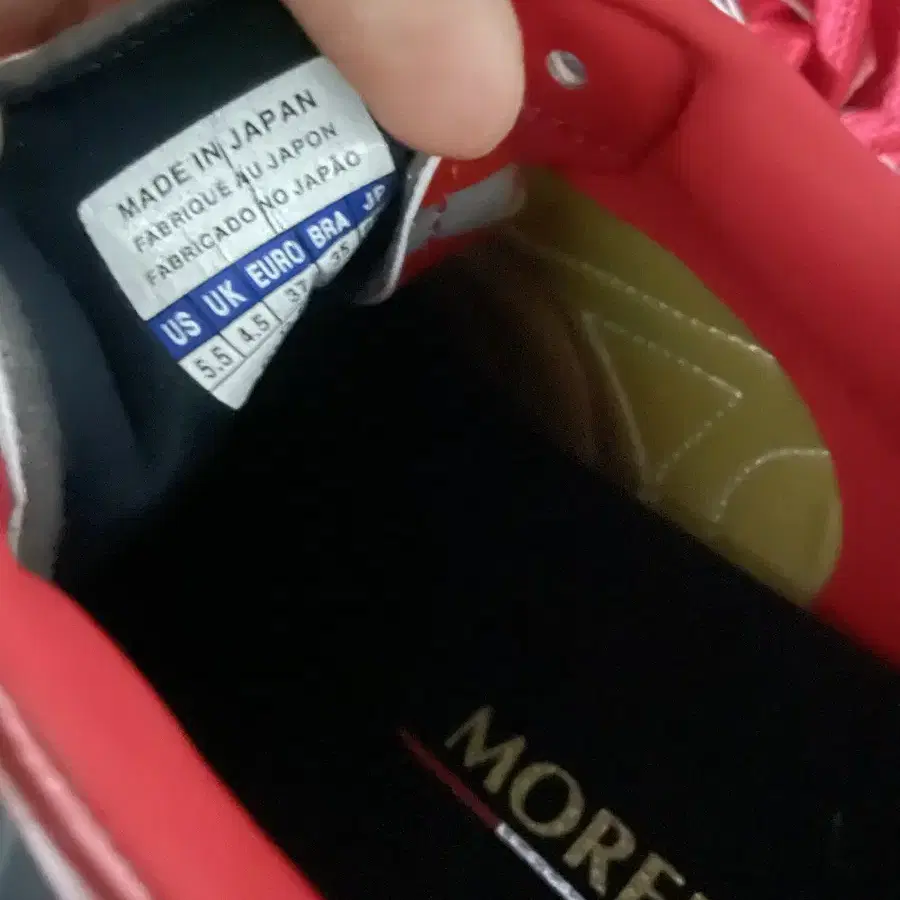 MADE IN JAPAN
FABRIQUÉ AU JAPON
FABRICADO NO JAPÃO
US UK EURO BRA JP
5.5 4.5 37 35
MORE